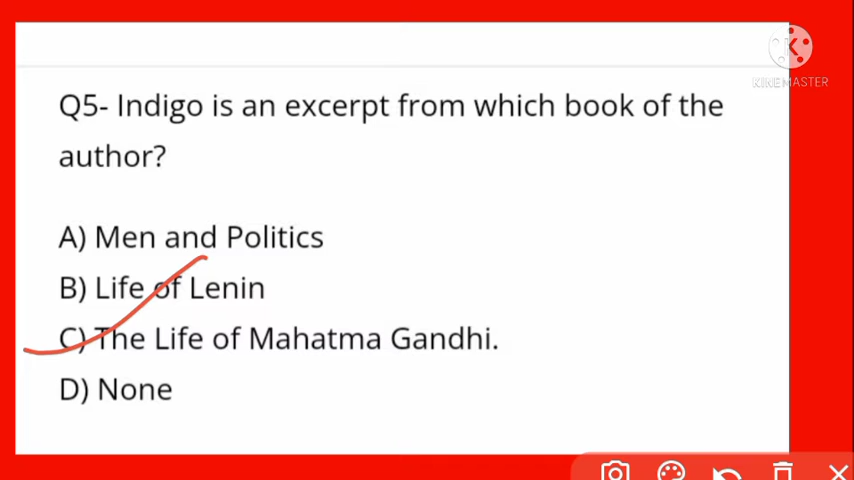 KINEMASTER
Q5- Indigo is an excerpt from which book of the
author?
A) Men and Politics
B) Life of Lenin
C) The Life of Mahatma Gandhi.
D) None